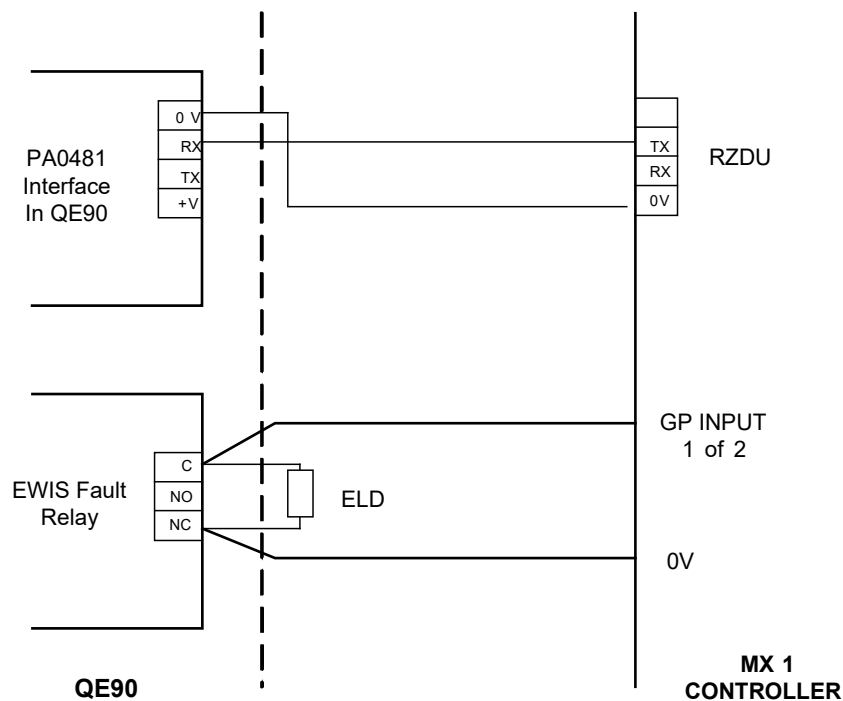 PA0481
Interface
In QE90
0 V
RX
TX
+V
TX
RX
0V
RZDU
EWIS Fault
Relay
C
NO
NC
ELD
GP INPUT
1 of 2
0V
QE90
MX 1
CONTROLLER